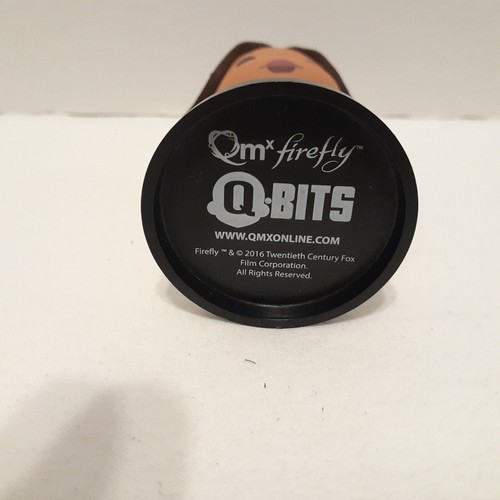 Qmx firefly™
Q•BITS
WWW.QMXONLINE.COM
Firefly ™ & © 2016 Twentieth Century Fox
Film Corporation.
All Rights Reserved.